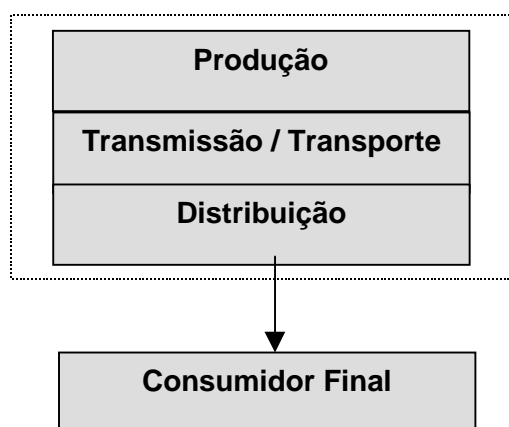 Produção
Transmissão / Transporte
Distribuição
Consumidor Final